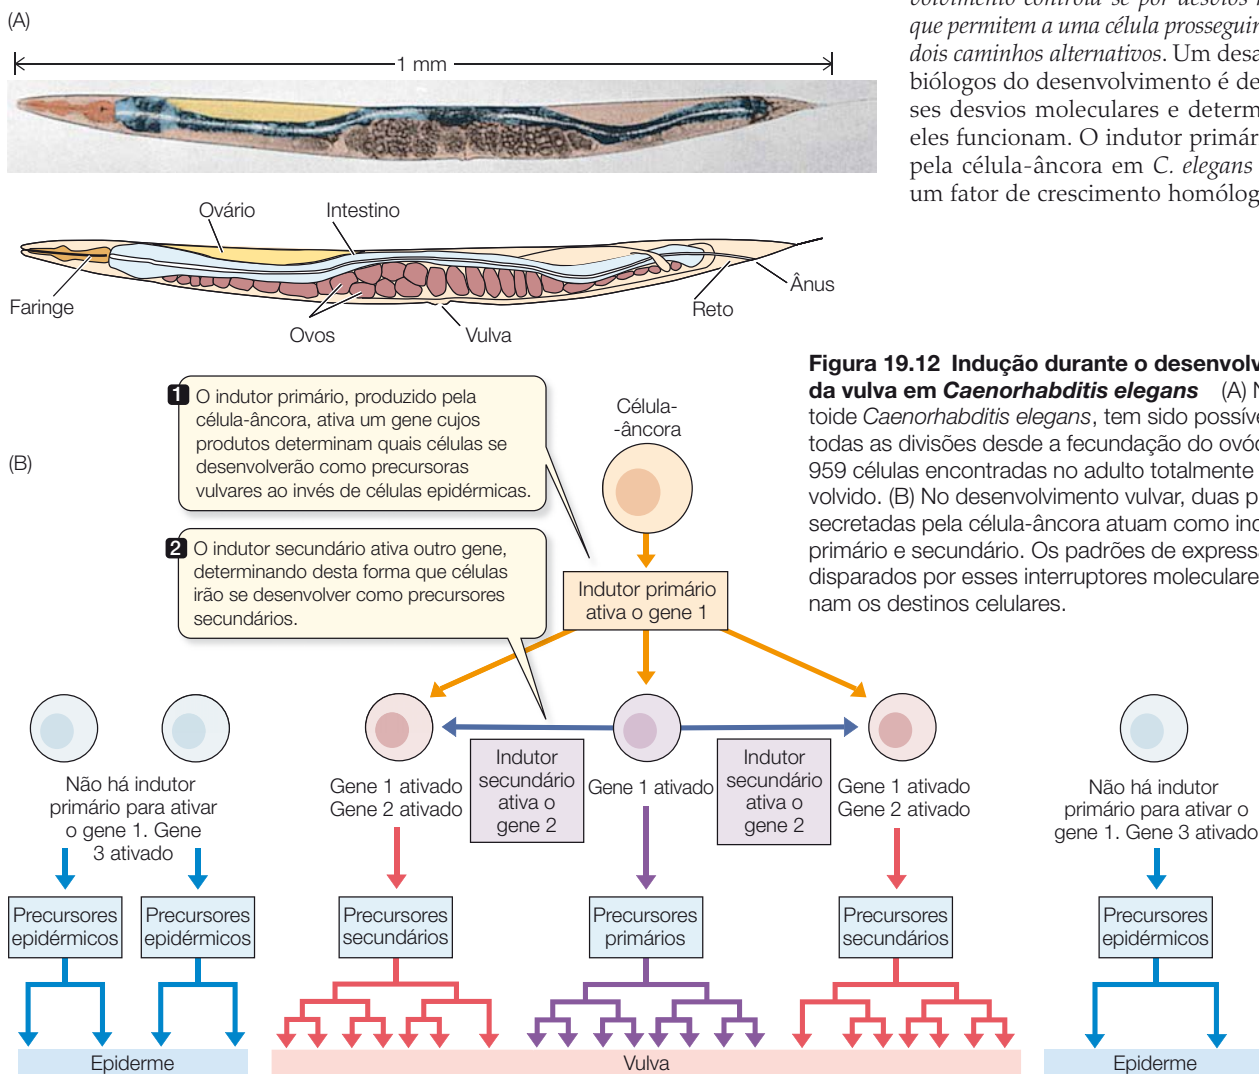 (A)
1 mm
Ovário
Intestino
Faringe
Ovos
Vulva
Reto
Ânus
que permitem a uma célula prosseguir
dois caminhos alternativos. Um desa
biólogos do desenvolvimento é de
ses desvios moleculares e determ
eles funcionam. O indutor primár
pela célula-âncora em C. elegans
um fator de crescimento homólog
Figura 19.12 Indução durante o desenvolv
da vulva em Caenorhabditis elegans (A) N
toide Caenorhabditis elegans, tem sido possíve
todas as divisões desde a fecundação do ovóc
959 células encontradas no adulto totalmente
volvido. (B) No desenvolvimento vulvar, duas p
secretadas pela célula-âncora atuam como ind
primário e secundário. Os padrões de express
disparados por esses interruptores moleculare
nam os destinos celulares.
(B)
1 O indutor primário, produzido pela
célula-âncora, ativa um gene cujos
produtos determinam quais células se
desenvolverão como precursoras
vulvares ao invés de células epidérmicas.
2 O indutor secundário ativa outro gene,
determinando desta forma que células
irão se desenvolver como precursores
secundários.
Célula-
-âncora
Indutor primário
ativa o gene 1
Não há indutor
primário para ativar
o gene 1. Gene
3 ativado
Gene 1 ativado
Gene 2 ativado
Indutor
secundário
ativa o
gene 2
Gene 1 ativado
Indutor
secundário
ativa o
gene 2
Gene 1 ativado
Gene 2 ativado
Não há indutor
primário para ativar o
gene 1. Gene 3 ativado
Precursores
epidérmicos
Precursores
epidérmicos
Precursores
secundários
Precursores
primários
Precursores
secundários
Precursores
epidérmicos
Epiderme
Vulva
Epiderme